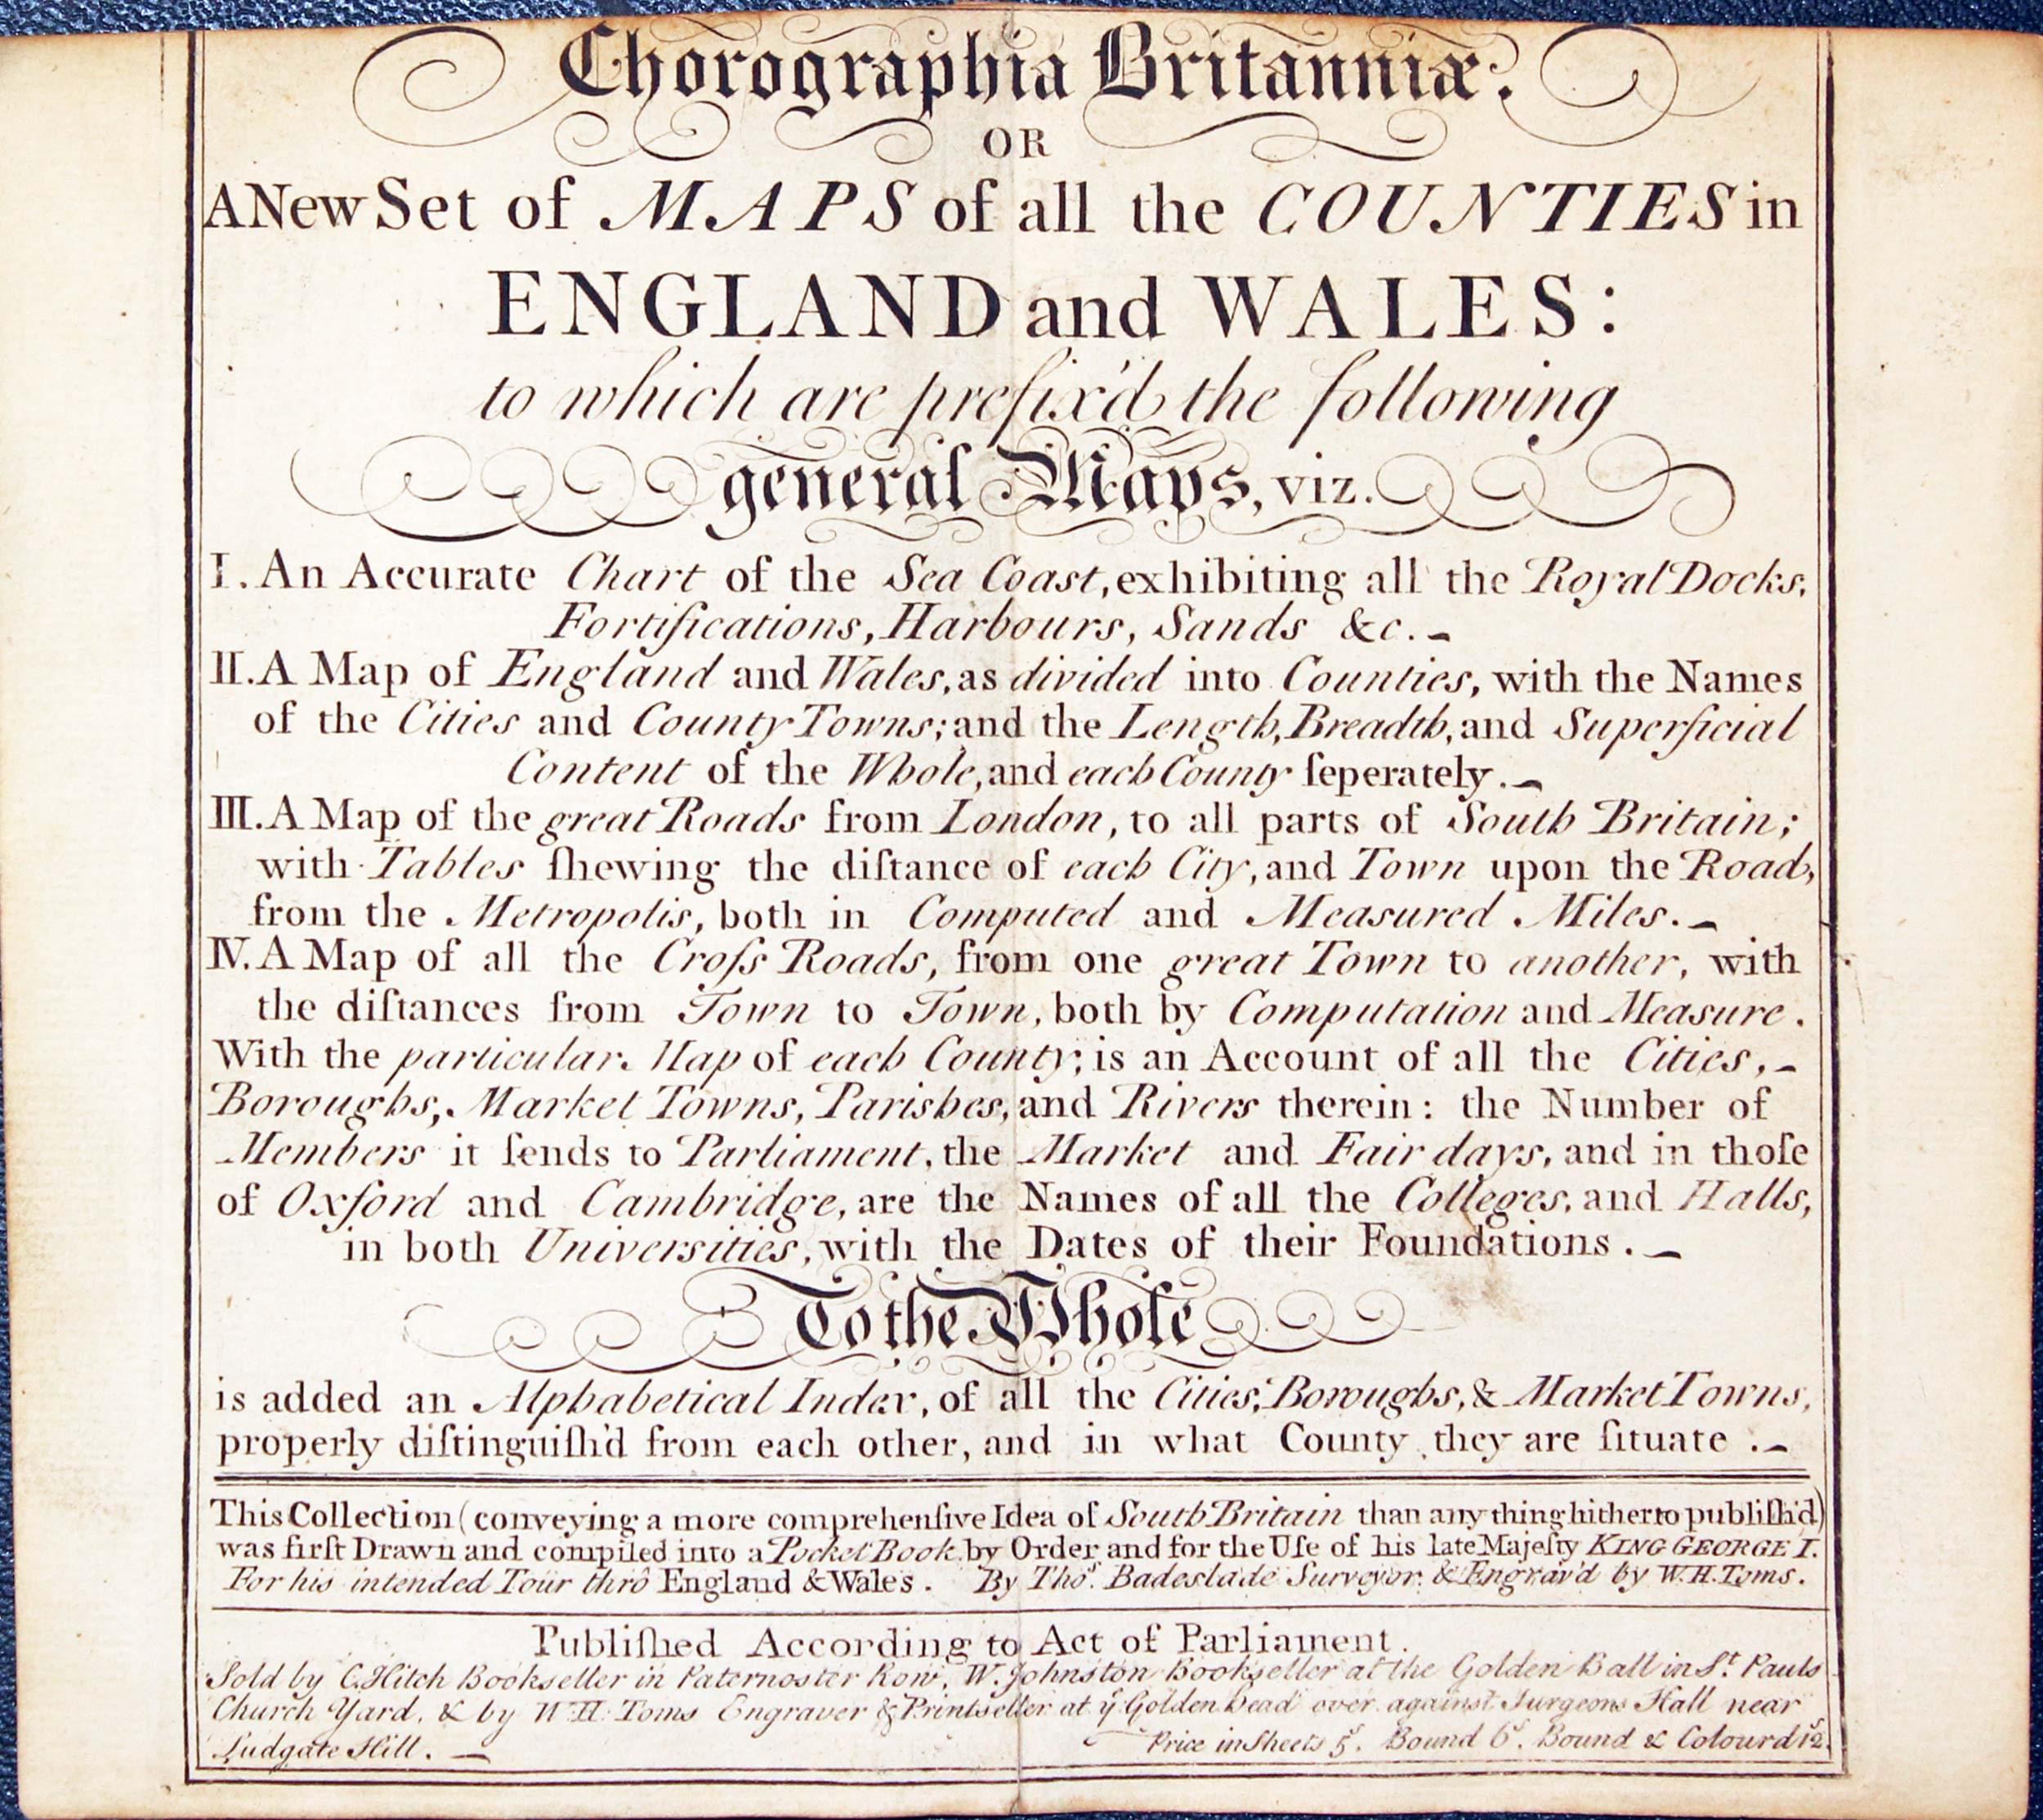 Chorographia Britanniæ.
OR
A New Set of MAPS of all the COUNTIES in
ENGLAND and WALES:
to which are prefix'd the following
general Maps, viz.
I. An Accurate Chart of the Sea Coast, exhibiting all the Royal Docks,
Fortifications, Harbours, Sands &c.-
II. A Map of England and Wales, as divided into Counties, with the Names
of the Cities and County Towns; and the Length, Breadth, and Superficial
Content of the Whole, and each County ſeperately.-
III. A Map of the great Roads from London, to all parts of South Britain;
with Tables ſhewing the diſtance of each City, and Town upon the Road,
from the Metropolis, both in Computed and Measured Miles.-
IV. A Map of all the Croſs Roads, from one great Town to another, with
the diſtances from Town to Town, both by Computation and Measure.
With the particular Map of each County; is an Account of all the Cities,-
Boroughs, Market Towns, Parishes, and Rivers therein: the Number of
Members it ſends to Parliament, the Market and Fair days, and in thoſe
of Oxford and Cambridge, are the Names of all the Colleges, and Halls,
in both Universities, with the Dates of their Foundations.-
To the Whole
is added an Alphabetical Index, of all the Cities, Boroughs, & Market Towns,
properly diſtinguiſh'd from each other, and in what County they are ſituate.-
This Collection (conveying a more comprehenſive Idea of South Britain than any thing hitherto publiſh'd)
was firſt Drawn and compiled into a Pocket Book by Order and for the Uſe of his late Majeſty KING GEORGE I.
For his intended Tour thrô England & Wales. By Thos. Badeslade Surveyor. & Engrav'd by W. H. Toms.
Publiſhed According to Act of Parliament.
Sold by C. Hitch Bookseller in Paternoster Row, W. Johnston Bookseller at the Golden Ball in St. Pauls
Church Yard, & by W. H. Toms Engraver & Printseller at ye Golden head over against Surgeons Hall near
Ludgate Hill.- Price in Sheets 5s. Bound 6s. Bound & Colourd 12s.